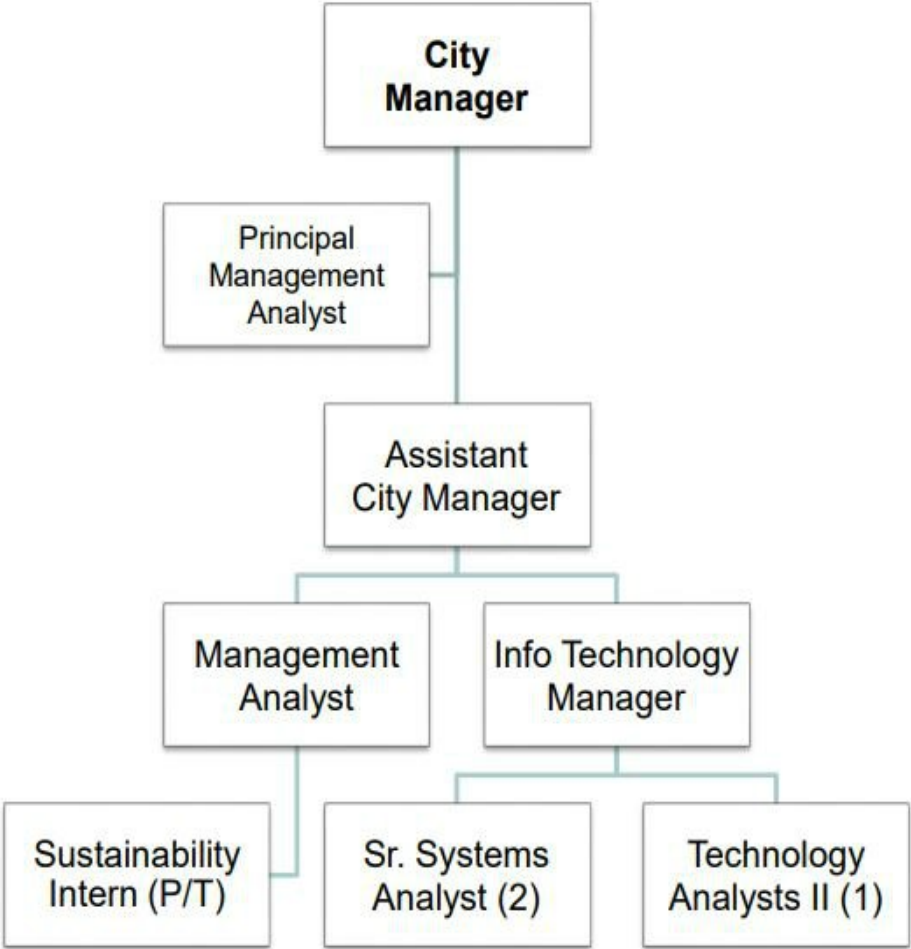 City
Manager
Principal
Management
Analyst
Assistant
City Manager
Management
Analyst
Info Technology
Manager
Sustainability
Intern (P/T)
Sr. Systems
Analyst (2)
Technology
Analysts II (1)